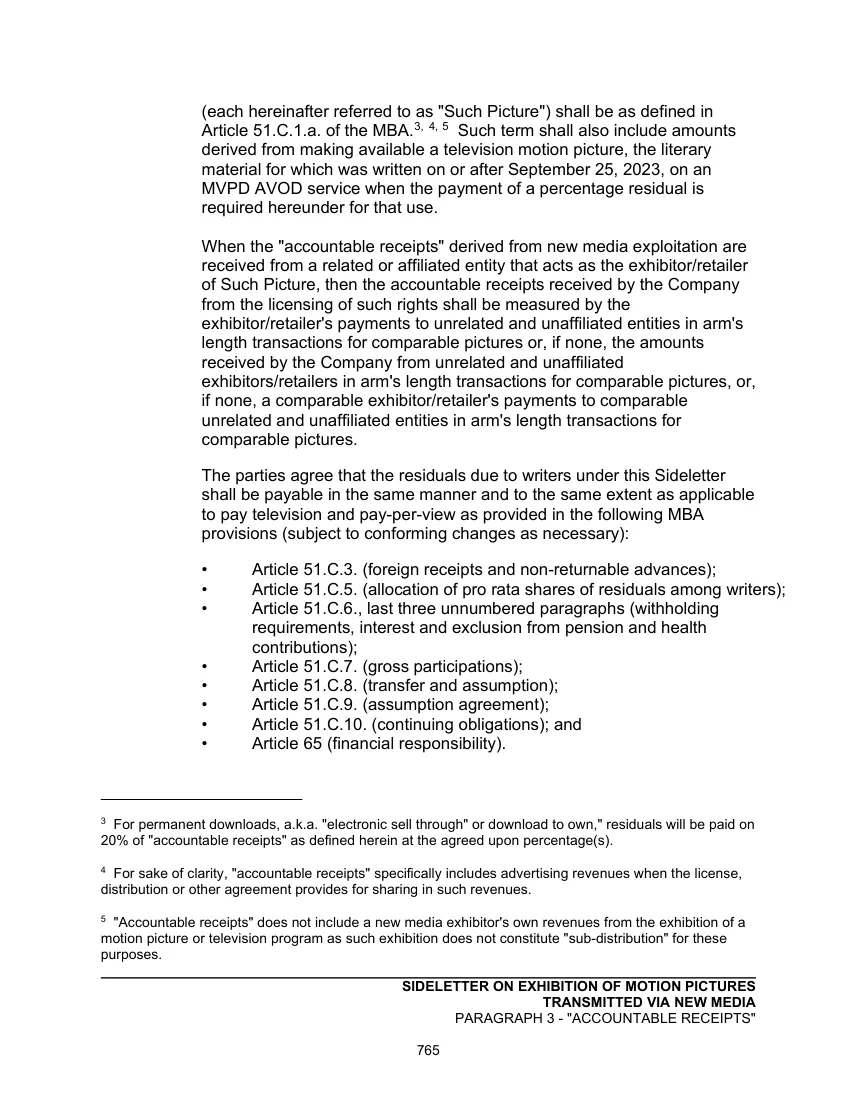 (each hereinafter referred to as "Such Picture") shall be as defined in
Article 51.C.1.a. of the MBA.3, 4, 5  Such term shall also include amounts
derived from making available a television motion picture, the literary
material for which was written on or after September 25, 2023, on an
MVPD AVOD service when the payment of a percentage residual is
required hereunder for that use.
When the "accountable receipts" derived from new media exploitation are
received from a related or affiliated entity that acts as the exhibitor/retailer
of Such Picture, then the accountable receipts received by the Company
from the licensing of such rights shall be measured by the
exhibitor/retailer's payments to unrelated and unaffiliated entities in arm's
length transactions for comparable pictures or, if none, the amounts
received by the Company from unrelated and unaffiliated
exhibitors/retailers in arm's length transactions for comparable pictures, or,
if none, a comparable exhibitor/retailer's payments to comparable
unrelated and unaffiliated entities in arm's length transactions for
comparable pictures.
The parties agree that the residuals due to writers under this Sideletter
shall be payable in the same manner and to the same extent as applicable
to pay television and pay-per-view as provided in the following MBA
provisions (subject to conforming changes as necessary):
• Article 51.C.3. (foreign receipts and non-returnable advances);
• Article 51.C.5. (allocation of pro rata shares of residuals among writers);
• Article 51.C.6., last three unnumbered paragraphs (withholding
requirements, interest and exclusion from pension and health
contributions);
• Article 51.C.7. (gross participations);
• Article 51.C.8. (transfer and assumption);
• Article 51.C.9. (assumption agreement);
• Article 51.C.10. (continuing obligations); and
• Article 65 (financial responsibility).
3 For permanent downloads, a.k.a. "electronic sell through" or download to own," residuals will be paid on
20% of "accountable receipts" as defined herein at the agreed upon percentage(s).
4 For sake of clarity, "accountable receipts" specifically includes advertising revenues when the license,
distribution or other agreement provides for sharing in such revenues.
5 "Accountable receipts" does not include a new media exhibitor's own revenues from the exhibition of a
motion picture or television program as such exhibition does not constitute "sub-distribution" for these
purposes.
SIDELETTER ON EXHIBITION OF MOTION PICTURES
TRANSMITTED VIA NEW MEDIA
PARAGRAPH 3 - "ACCOUNTABLE RECEIPTS"
765